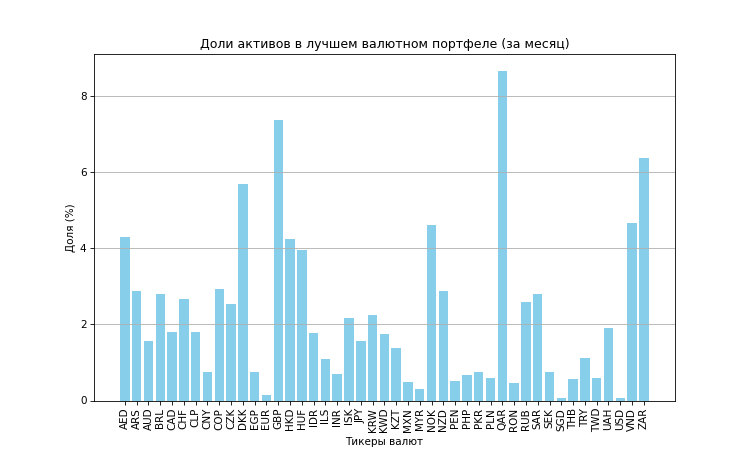 Доли активов в лучшем валютном портфеле (за месяц)
Доля (%)
8
6
4
2
0
AED ARS AUD BRL CAD CHF CLP CNY COP CZK DKK EGP EUR GBP HKD HUF IDR ILS INR ISK JPY KRW KWD KZT MXN MYR NOK NZD PEN PHP PKR PLN QAR RON RUB SAR SEK SGD THB TRY TWD UAH USD VND ZAR
Тикеры валют